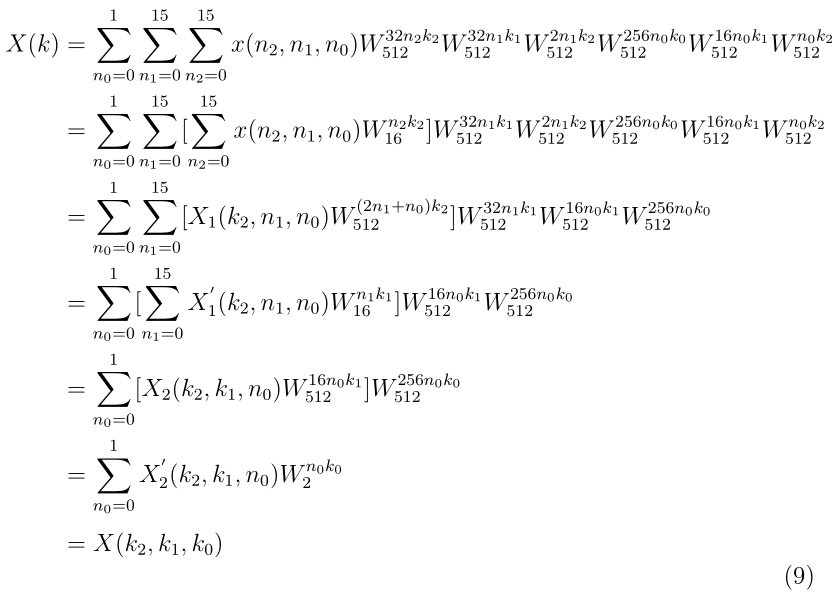 X(k) = \sum_{n_0=0}^{1} \sum_{n_1=0}^{15} \sum_{n_2=0}^{15} x(n_2, n_1, n_0) W_{512}^{32n_2k_2} W_{512}^{32n_1k_1} W_{512}^{2n_1k_2} W_{512}^{256n_0k_0} W_{512}^{16n_0k_1} W_{512}^{n_0k_2}
= \sum_{n_0=0}^{1} \sum_{n_1=0}^{15} [\sum_{n_2=0}^{15} x(n_2, n_1, n_0) W_{16}^{n_2k_2}] W_{512}^{32n_1k_1} W_{512}^{2n_1k_2} W_{512}^{256n_0k_0} W_{512}^{16n_0k_1} W_{512}^{n_0k_2}
= \sum_{n_0=0}^{1} \sum_{n_1=0}^{15} [X_1(k_2, n_1, n_0) W_{512}^{(2n_1+n_0)k_2}] W_{512}^{32n_1k_1} W_{512}^{16n_0k_1} W_{512}^{256n_0k_0}
= \sum_{n_0=0}^{1} [\sum_{n_1=0}^{15} X_1^{'}(k_2, n_1, n_0) W_{16}^{n_1k_1}] W_{512}^{16n_0k_1} W_{512}^{256n_0k_0}
= \sum_{n_0=0}^{1} [X_2(k_2, k_1, n_0) W_{512}^{16n_0k_1}] W_{512}^{256n_0k_0}
= \sum_{n_0=0}^{1} X_2^{'}(k_2, k_1, n_0) W_2^{n_0k_0}
= X(k_2, k_1, k_0)
(9)